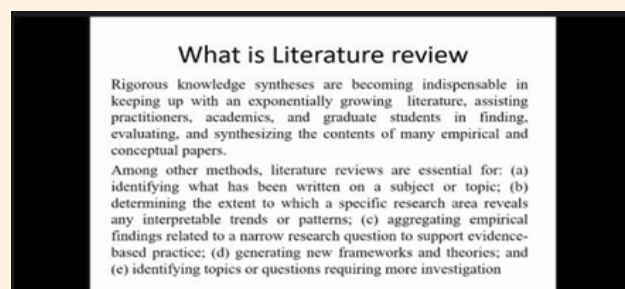 What is Literature review
Rigorous knowledge syntheses are becoming indispensable in
keeping up with an exponentially growing literature, assisting
practitioners, academics, and graduate students in finding,
evaluating, and synthesizing the contents of many empirical and
conceptual papers.
Among other methods, literature reviews are essential for: (a)
identifying what has been written on a subject or topic; (b)
determining the extent to which a specific research area reveals
any interpretable trends or patterns; (c) aggregating empirical
findings related to a narrow research question to support evidence-
based practice; (d) generating new frameworks and theories; and
(e) identifying topics or questions requiring more investigation